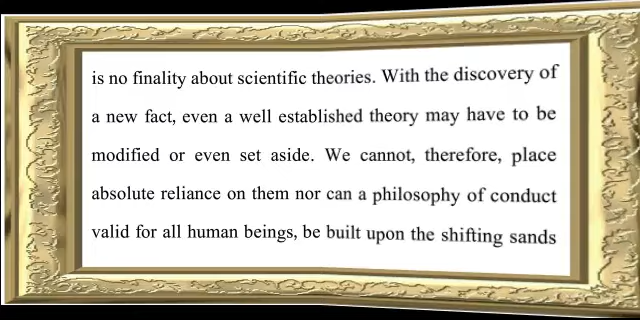 is no finality about scientific theories. With the discovery of
a new fact, even a well established theory may have to be
modified or even set aside. We cannot, therefore, place
absolute reliance on them nor can a philosophy of conduct
valid for all human beings, be built upon the shifting sands